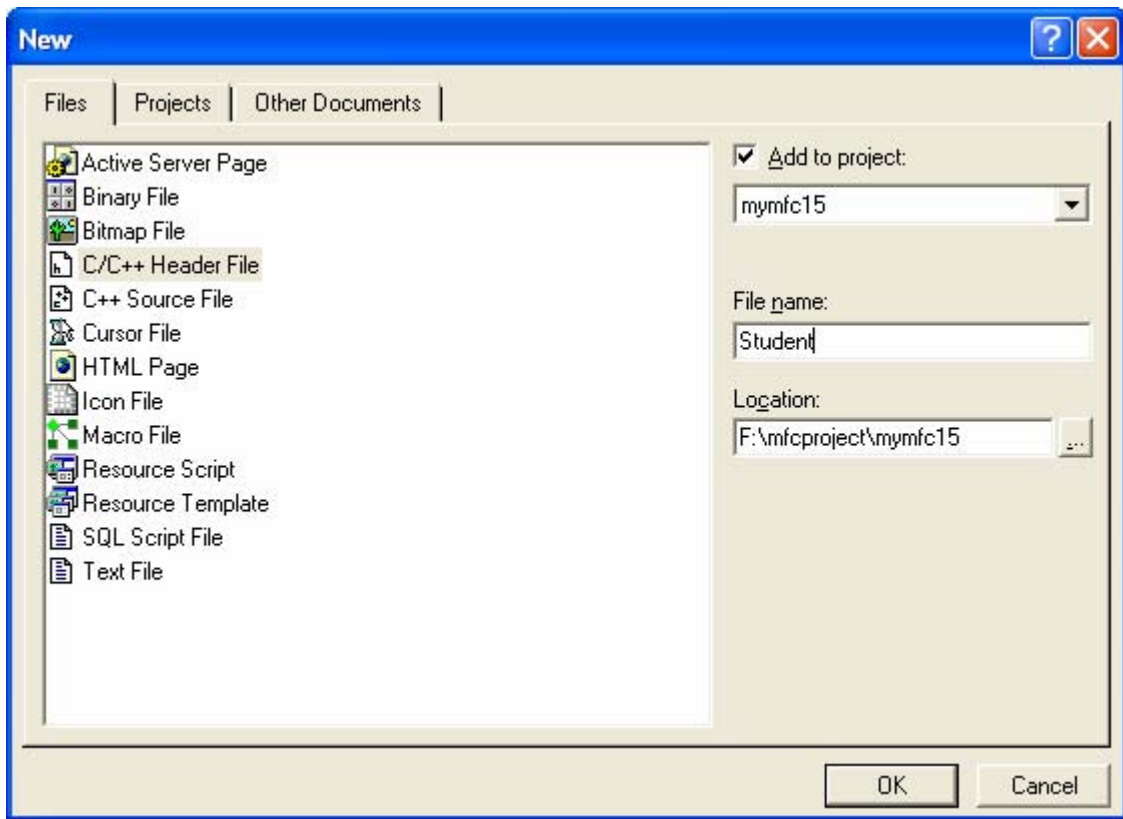 New
Files
Projects
Other Documents
Active Server Page
Binary File
Bitmap File
C/C++ Header File
C++ Source File
Cursor File
HTML Page
Icon File
Macro File
Resource Script
Resource Template
SQL Script File
Text File
Add to project:
mymfc15
File name:
Student
Location:
F:\mfcproject\mymfc15
...
OK
Cancel